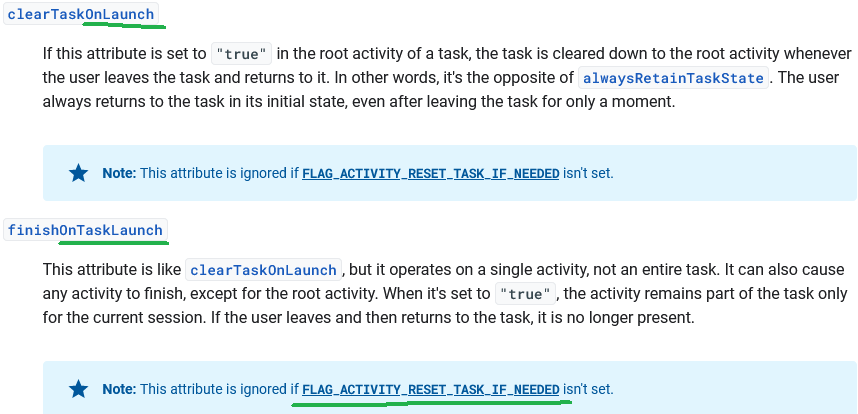 clearTaskOnLaunch
If this attribute is set to "true" in the root activity of a task, the task is cleared down to the root activity whenever
the user leaves the task and returns to it. In other words, it's the opposite of alwaysRetainTaskState. The user
always returns to the task in its initial state, even after leaving the task for only a moment.
Note: This attribute is ignored if FLAG_ACTIVITY_RESET_TASK_IF_NEEDED isn't set.
finishOnTaskLaunch
This attribute is like clearTaskOnLaunch, but it operates on a single activity, not an entire task. It can also cause
any activity to finish, except for the root activity. When it's set to "true", the activity remains part of the task only
for the current session. If the user leaves and then returns to the task, it is no longer present.
Note: This attribute is ignored if FLAG_ACTIVITY_RESET_TASK_IF_NEEDED isn't set.